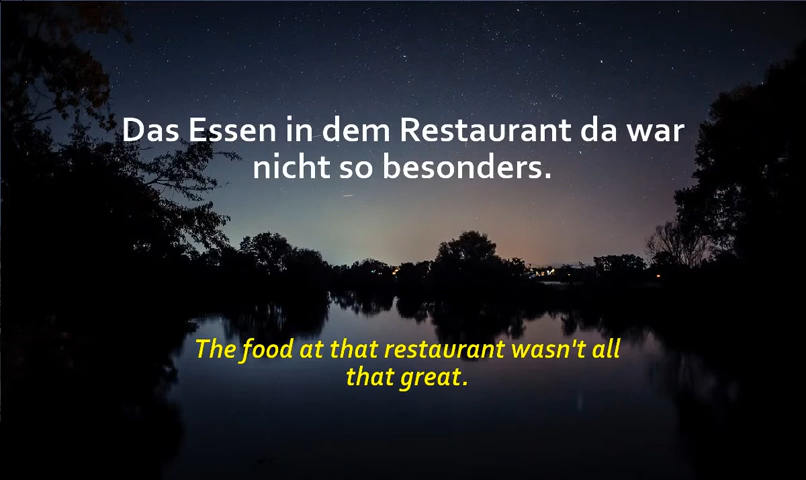 Das Essen in dem Restaurant da war
nicht so besonders.
The food at that restaurant wasn't all
that great.